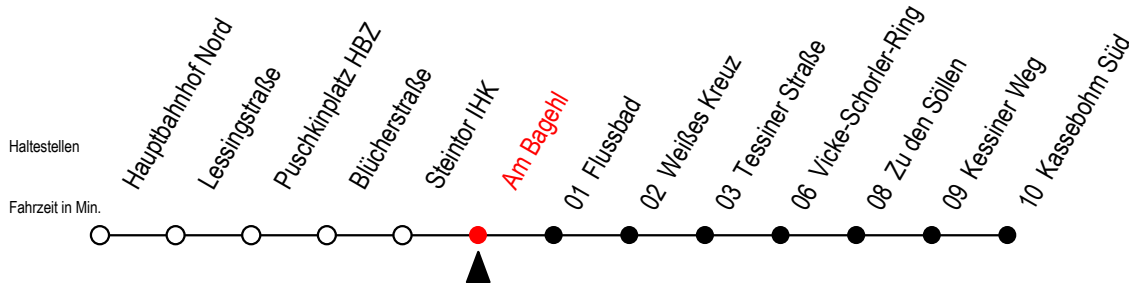 Haltestellen
Fahrzeit in Min.
Hauptbahnhof Nord
Lessingstraße
Puschkinplatz HBZ
Blücherstraße
Steintor IHK
Am Bagehl
01 Flussbad
02 Weißes Kreuz
03 Tessiner Straße
06 Vicke-Schorler-Ring
08 Zu den Söllen
09 Kessiner Weg
10 Kassebohm Süd